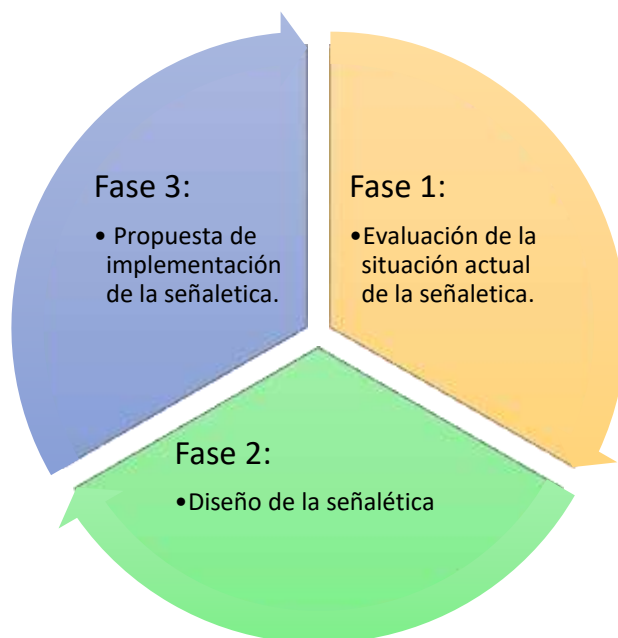 Fase 1:
•Evaluación de la
situación actual
de la señaletica.
Fase 2:
•Diseño de la señalética
Fase 3:
• Propuesta de
implementación
de la señaletica.